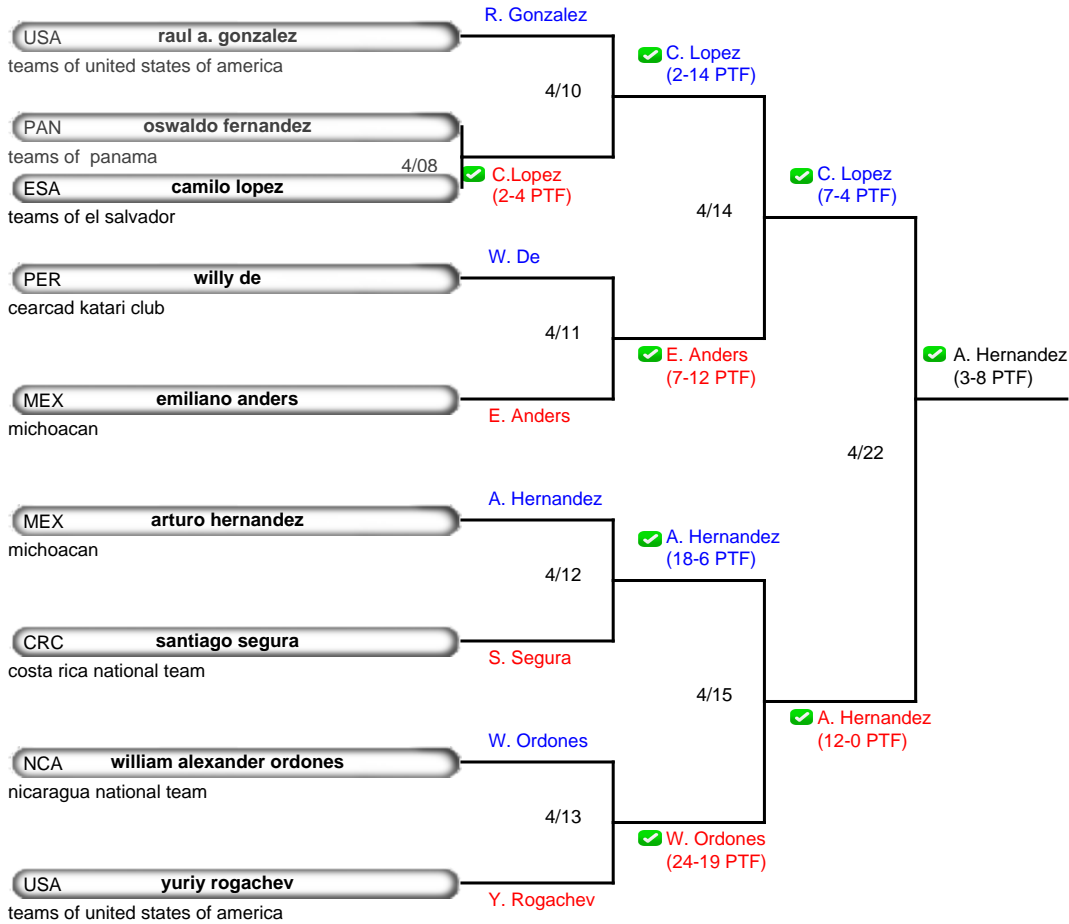 R. Gonzalez
USA raul a. gonzalez
teams of united states of america
4/10
C. Lopez
(2-14 PTF)
PAN oswaldo fernandez
teams of panama
4/08
C.Lopez
(2-4 PTF)
ESA camilo lopez
teams of el salvador
C. Lopez
(7-4 PTF)
4/14
W. De
PER willy de
cearcad katari club
4/11
E. Anders
(7-12 PTF)
MEX emiliano anders
michoacan
E. Anders
A. Hernandez
(3-8 PTF)
4/22
A. Hernandez
MEX arturo hernandez
michoacan
A. Hernandez
(18-6 PTF)
4/12
CRC santiago segura
costa rica national team
S. Segura
4/15
A. Hernandez
(12-0 PTF)
W. Ordones
NCA william alexander ordones
nicaragua national team
4/13
W. Ordones
(24-19 PTF)
USA yuriy rogachev
teams of united states of america
Y. Rogachev